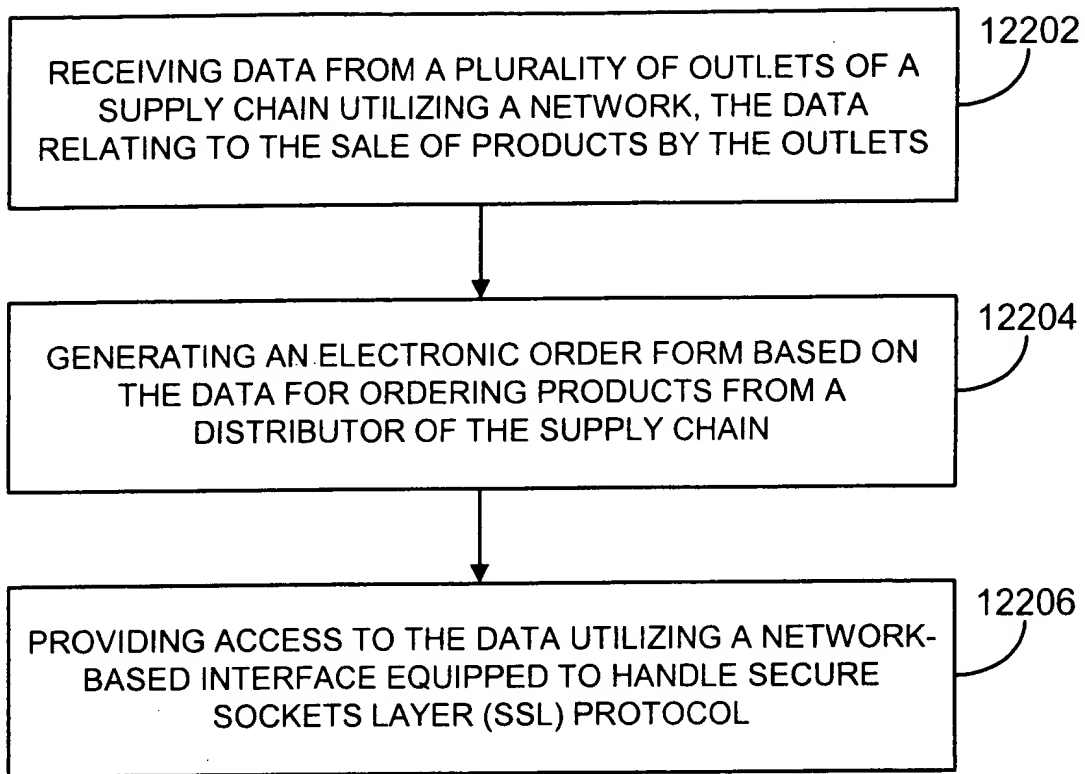 12202
RECEIVING DATA FROM A PLURALITY OF OUTLETS OF A
SUPPLY CHAIN UTILIZING A NETWORK, THE DATA
RELATING TO THE SALE OF PRODUCTS BY THE OUTLETS
12204
GENERATING AN ELECTRONIC ORDER FORM BASED ON
THE DATA FOR ORDERING PRODUCTS FROM A
DISTRIBUTOR OF THE SUPPLY CHAIN
12206
PROVIDING ACCESS TO THE DATA UTILIZING A NETWORK-
BASED INTERFACE EQUIPPED TO HANDLE SECURE
SOCKETS LAYER (SSL) PROTOCOL